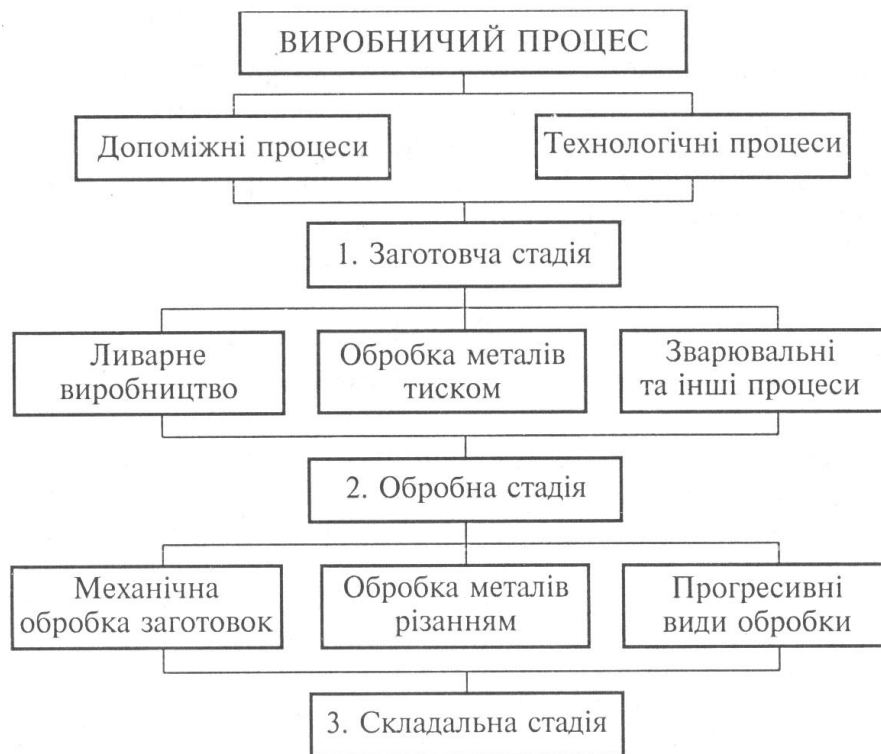 ВИРОБНИЧИЙ ПРОЦЕС
Допоміжні процеси
Технологічні процеси
1. Заготовча стадія
Ливарне
виробництво
Обробка металів
тиском
Зварювальні
та інші процеси
2. Обробна стадія
Механічна
обробка заготовок
Обробка металів
різанням
Прогресивні
види обробки
3. Складальна стадія